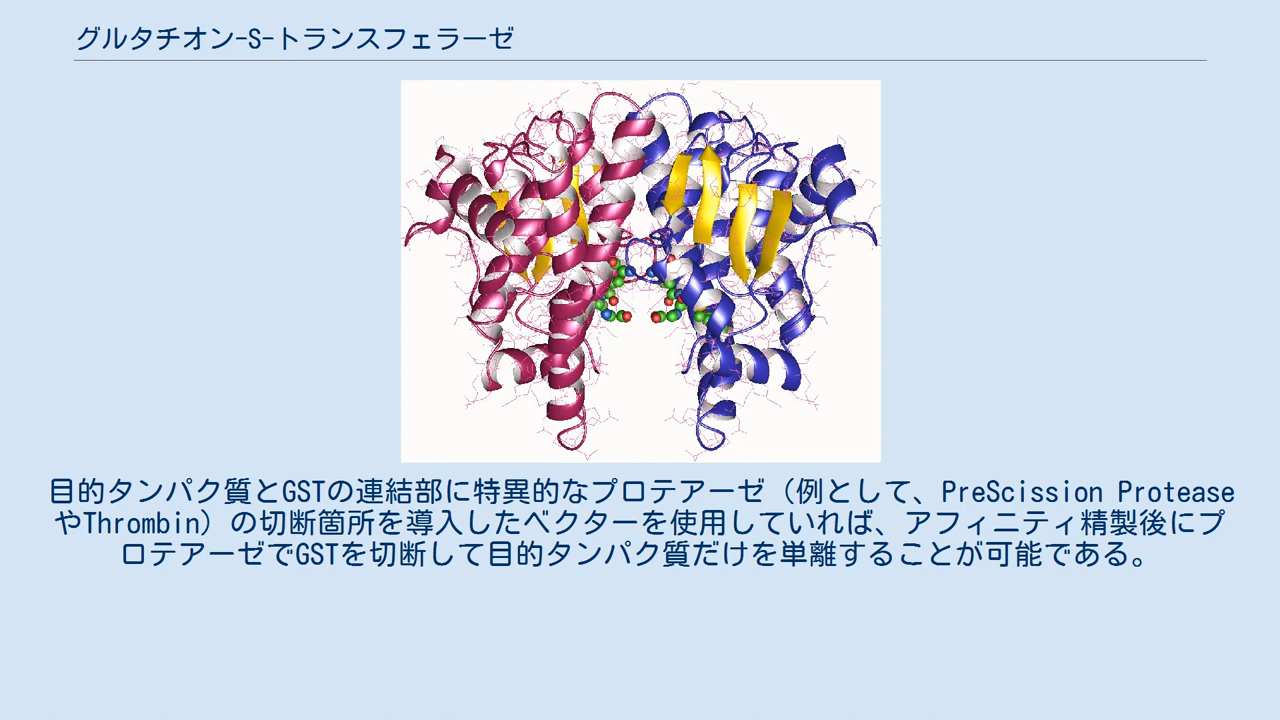 グルタチオン-S-トランスフェラーゼ
目的タンパク質とGSTの連結部に特異的なプロテアーゼ（例として、PreScission Protease
やThrombin）の切断箇所を導入したベクターを使用していれば、アフィニティ精製後にプ
ロテアーゼでGSTを切断して目的タンパク質だけを単離することが可能である。